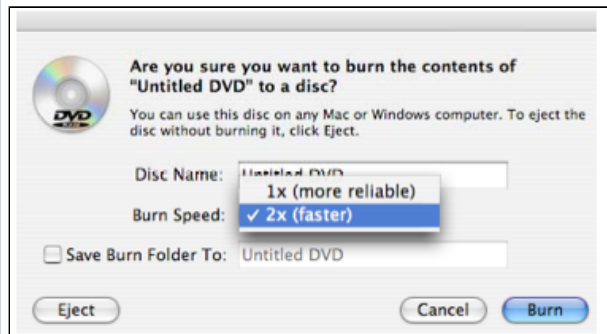 Are you sure you want to burn the contents of
"Untitled DVD" to a disc?
You can use this disc on any Mac or Windows computer. To eject the
disc without burning it, click Eject.
DVD
Disc Name: Untitled DVD
1x (more reliable)
Burn Speed: ✓ 2x (faster)
Save Burn Folder To: Untitled DVD
Eject Cancel Burn